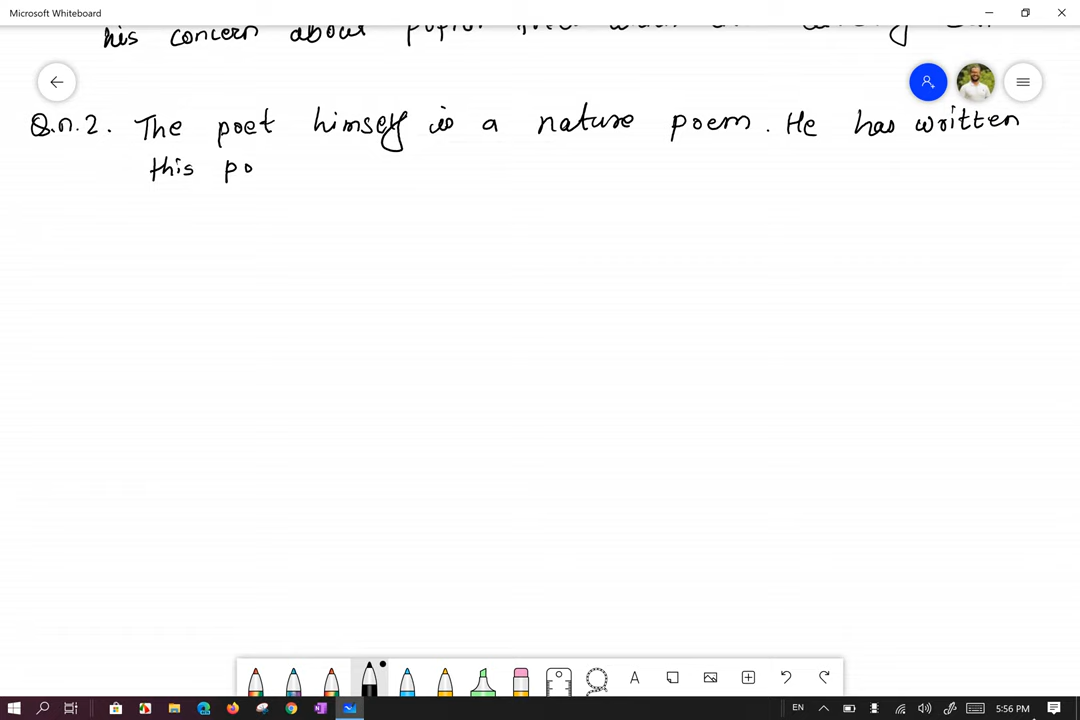 Microsoft Whiteboard
his concern about
Q.n.2. The poet himself is a nature poem. He has written
this po
A
EN
5:56 PM